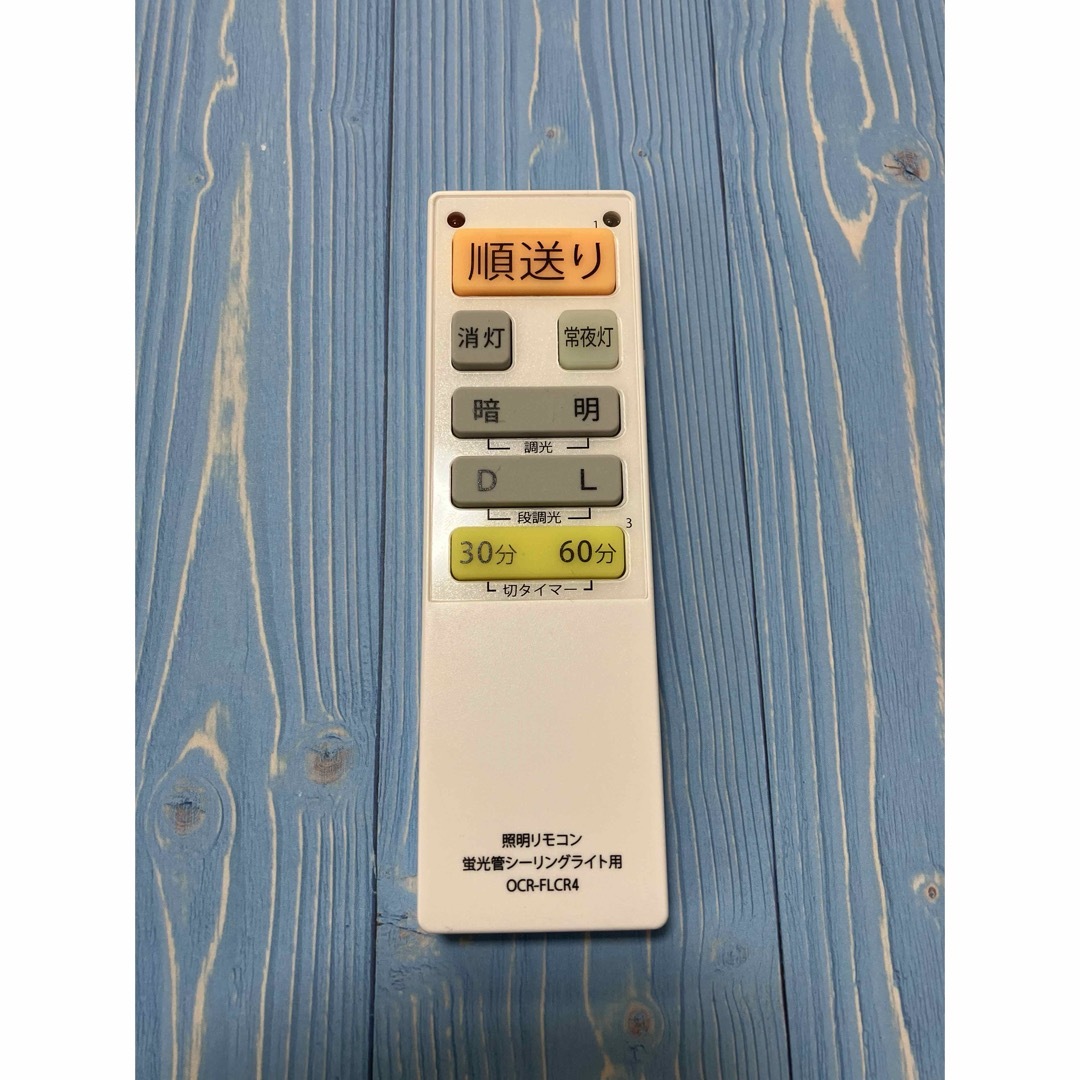 1
順送り
消灯 常夜灯
暗 明
調光
D L
段調光
3
30分 60分
切タイマー
照明リモコン
蛍光管シーリングライト用
OCR-FLCR4